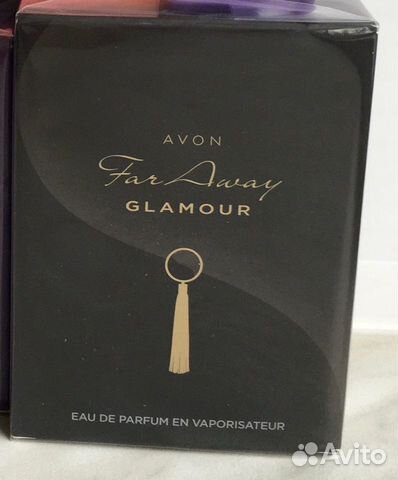 AVON
Far Away
GLAMOUR
EAU DE PARFUM EN VAPORISATEUR
Avito